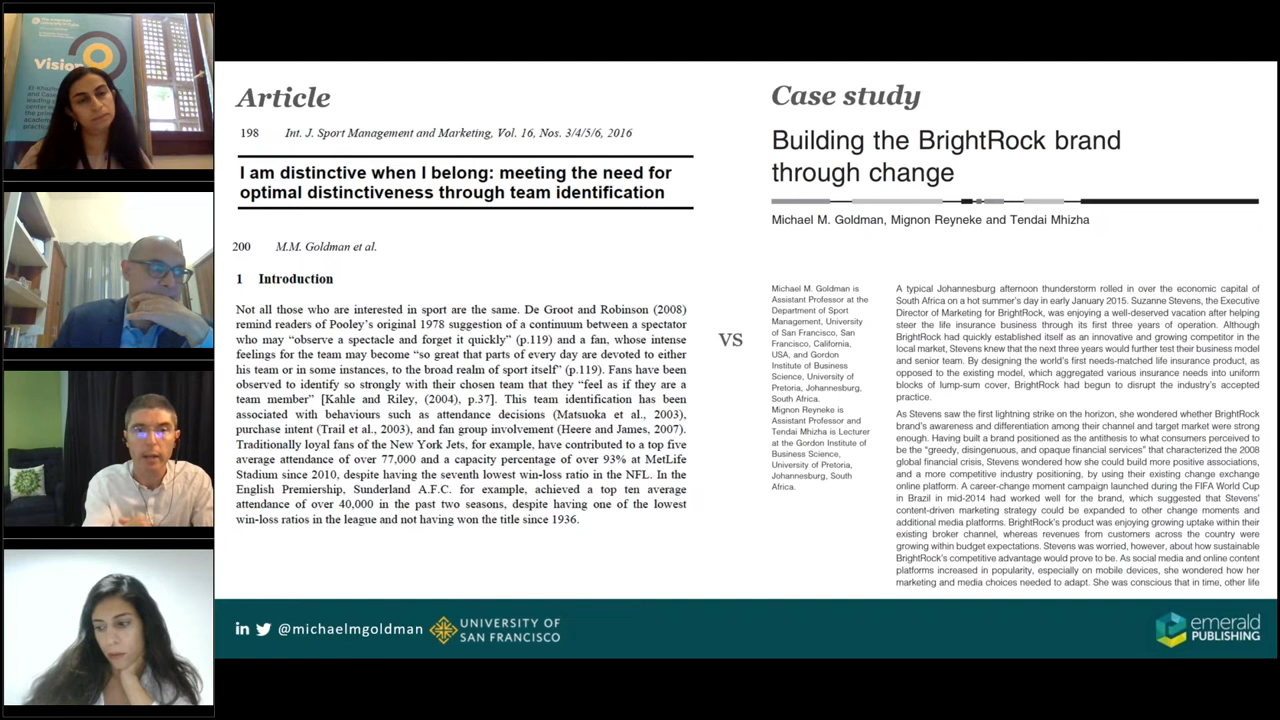 The American
University in Cairo
Vision
El-Khazindar
and Case
leading
center
the prin
academi
practic
Article
198 Int. J. Sport Management and Marketing, Vol. 16, Nos. 3/4/5/6, 2016
I am distinctive when I belong: meeting the need for
optimal distinctiveness through team identification
200 M.M. Goldman et al.
1 Introduction
Not all those who are interested in sport are the same. De Groot and Robinson (2008)
remind readers of Pooley's original 1978 suggestion of a continuum between a spectator
who may "observe a spectacle and forget it quickly" (p.119) and a fan, whose intense
feelings for the team may become "so great that parts of every day are devoted to either
his team or in some instances, to the broad realm of sport itself" (p.119). Fans have been
observed to identify so strongly with their chosen team that they "feel as if they are a
team member" [Kahle and Riley, (2004), p.37]. This team identification has been
associated with behaviours such as attendance decisions (Matsuoka et al., 2003),
purchase intent (Trail et al., 2003), and fan group involvement (Heere and James, 2007).
Traditionally loyal fans of the New York Jets, for example, have contributed to a top five
average attendance of over 77,000 and a capacity percentage of over 93% at MetLife
Stadium since 2010, despite having the seventh lowest win-loss ratio in the NFL. In the
English Premiership, Sunderland A.F.C. for example, achieved a top ten average
attendance of over 40,000 in the past two seasons, despite having one of the lowest
win-loss ratios in the league and not having won the title since 1936.
VS
Case study
Building the BrightRock brand
through change
Michael M. Goldman, Mignon Reyneke and Tendai Mhizha
Michael M. Goldman is
Assistant Professor at the
Department of Sport
Management, University
of San Francisco, San
Francisco, California,
USA, and Gordon
Institute of Business
Science, University of
Pretoria, Johannesburg,
South Africa.
Mignon Reyneke is
Assistant Professor and
Tendai Mhizha is Lecturer
at the Gordon Institute of
Business Science,
University of Pretoria,
Johannesburg, South
Africa.
A typical Johannesburg afternoon thunderstorm rolled in over the economic capital of
South Africa on a hot summer's day in early January 2015. Suzanne Stevens, the Executive
Director of Marketing for BrightRock, was enjoying a well-deserved vacation after helping
steer the life insurance business through its first three years of operation. Although
BrightRock had quickly established itself as an innovative and growing competitor in the
local market, Stevens knew that the next three years would further test their business model
and senior team. By designing the world's first needs-matched life insurance product, as
opposed to the existing model, which aggregated various insurance needs into uniform
blocks of lump-sum cover, BrightRock had begun to disrupt the industry's accepted
practice.
As Stevens saw the first lightning strike on the horizon, she wondered whether BrightRock
brand's awareness and differentiation among their channel and target market were strong
enough. Having built a brand positioned as the antithesis to what consumers perceived to
be the "greedy, disingenuous, and opaque financial services" that characterized the 2008
global financial crisis, Stevens wondered how she could build more positive associations,
and a more competitive industry positioning, by using their existing change exchange
online platform. A career-change moment campaign launched during the FIFA World Cup
in Brazil in mid-2014 had worked well for the brand, which suggested that Stevens'
content-driven marketing strategy could be expanded to other change moments and
additional media platforms. BrightRock's product was enjoying growing uptake within their
existing broker channel, whereas revenues from customers across the country were
growing within budget expectations. Stevens was worried, however, about how sustainable
BrightRock's competitive advantage would prove to be. As social media and online content
platforms increased in popularity, especially on mobile devices, she wondered how her
marketing and media choices needed to adapt. She was conscious that in time, other life
in @michaelmgoldman
UNIVERSITY OF
SAN FRANCISCO
emerald
PUBLISHING